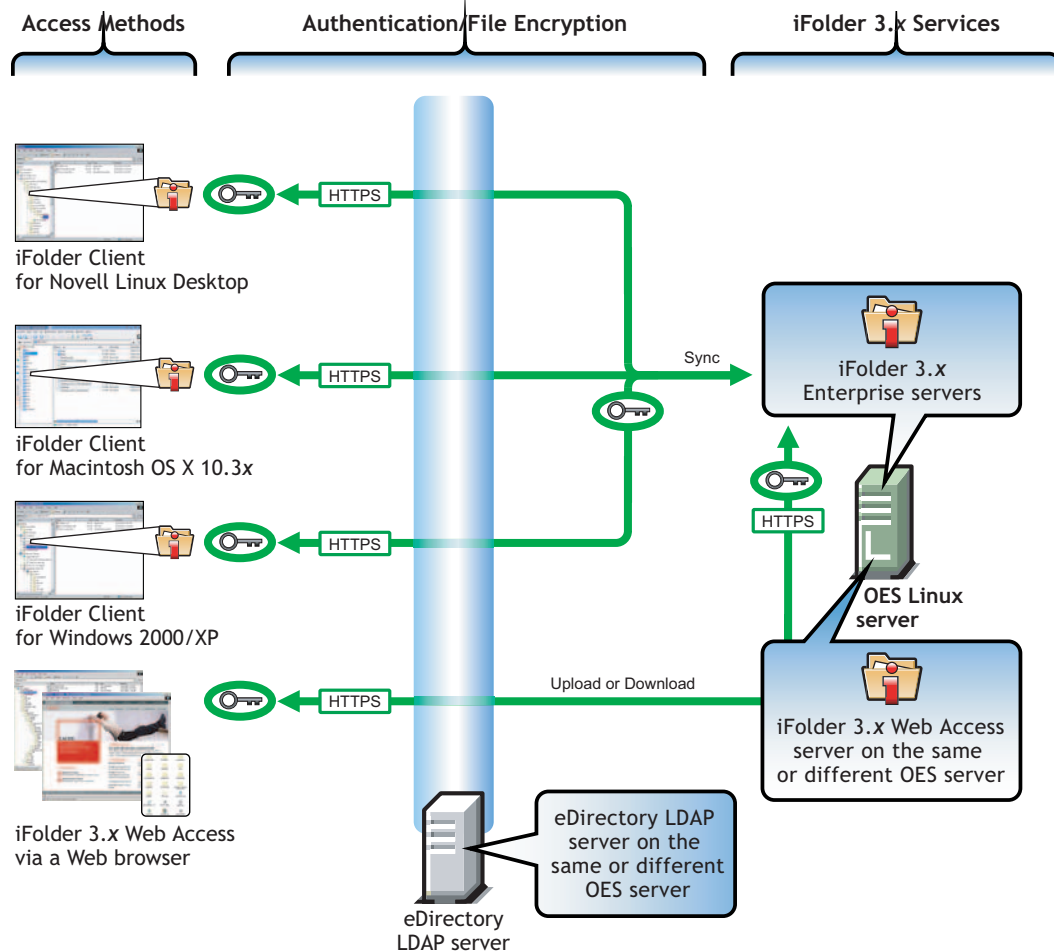 Access Methods
Authentication/File Encryption
iFolder 3.x Services
HTTPS
iFolder Client
for Novell Linux Desktop
HTTPS
Sync
iFolder Client
for Macintosh OS X 10.3x
iFolder 3.x
Enterprise servers
HTTPS
HTTPS
iFolder Client
for Windows 2000/XP
OES Linux
server
HTTPS
Upload or Download
iFolder 3.x Web Access
server on the same
or different OES server
iFolder 3.x Web Access
via a Web browser
eDirectory LDAP
server on the
same or different
OES server
eDirectory
LDAP server